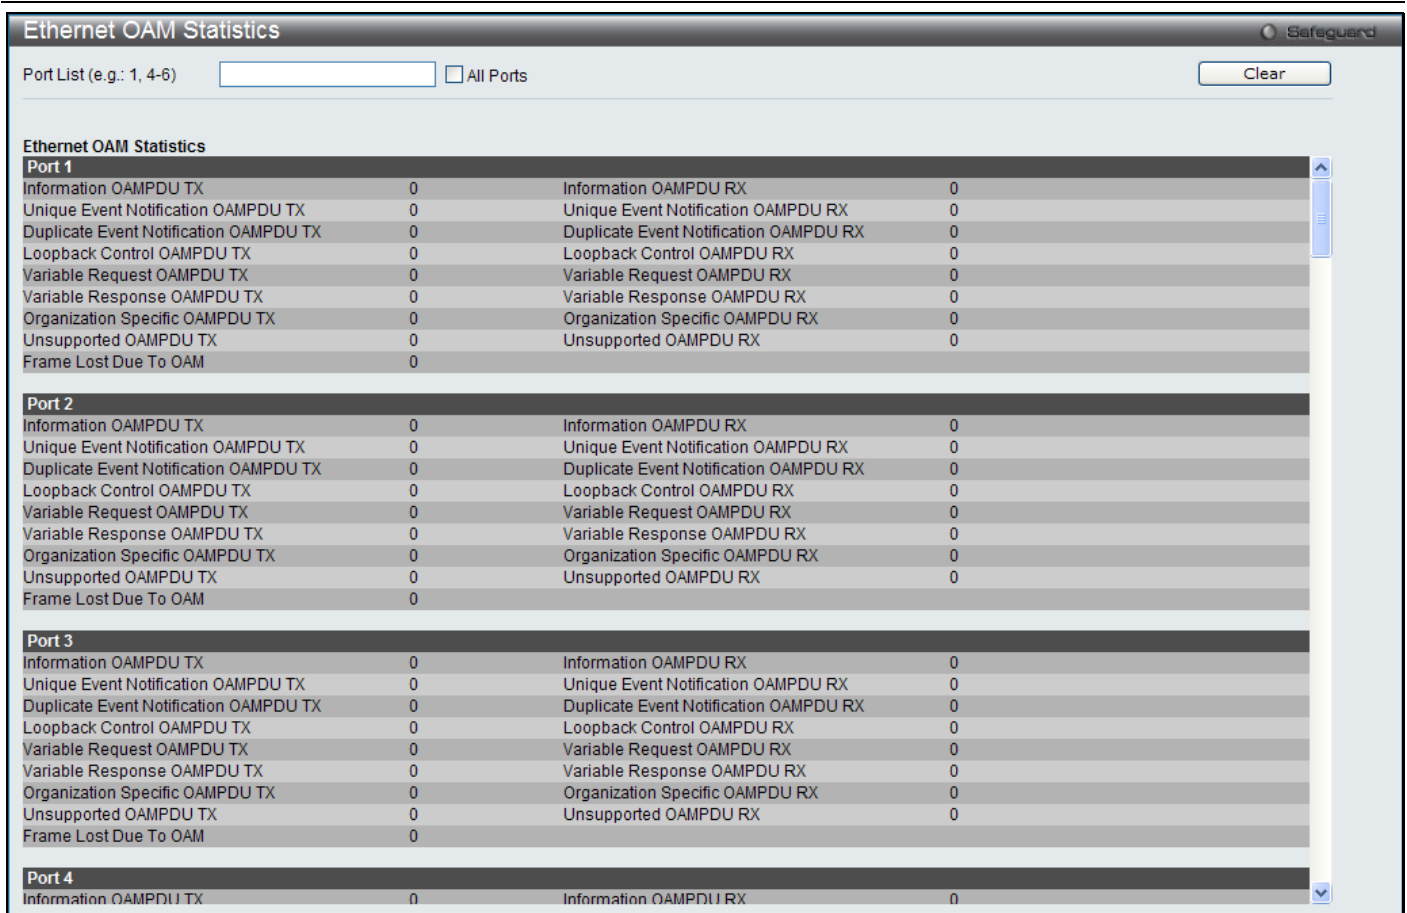 Ethernet OAM Statistics
Safeguard
Port List (e.g.: 1, 4-6) All Ports Clear
Ethernet OAM Statistics
Port 1
Information OAMPDU TX 0 Information OAMPDU RX 0
Unique Event Notification OAMPDU TX 0 Unique Event Notification OAMPDU RX 0
Duplicate Event Notification OAMPDU TX 0 Duplicate Event Notification OAMPDU RX 0
Loopback Control OAMPDU TX 0 Loopback Control OAMPDU RX 0
Variable Request OAMPDU TX 0 Variable Request OAMPDU RX 0
Variable Response OAMPDU TX 0 Variable Response OAMPDU RX 0
Organization Specific OAMPDU TX 0 Organization Specific OAMPDU RX 0
Unsupported OAMPDU TX 0 Unsupported OAMPDU RX 0
Frame Lost Due To OAM 0
Port 2
Information OAMPDU TX 0 Information OAMPDU RX 0
Unique Event Notification OAMPDU TX 0 Unique Event Notification OAMPDU RX 0
Duplicate Event Notification OAMPDU TX 0 Duplicate Event Notification OAMPDU RX 0
Loopback Control OAMPDU TX 0 Loopback Control OAMPDU RX 0
Variable Request OAMPDU TX 0 Variable Request OAMPDU RX 0
Variable Response OAMPDU TX 0 Variable Response OAMPDU RX 0
Organization Specific OAMPDU TX 0 Organization Specific OAMPDU RX 0
Unsupported OAMPDU TX 0 Unsupported OAMPDU RX 0
Frame Lost Due To OAM 0
Port 3
Information OAMPDU TX 0 Information OAMPDU RX 0
Unique Event Notification OAMPDU TX 0 Unique Event Notification OAMPDU RX 0
Duplicate Event Notification OAMPDU TX 0 Duplicate Event Notification OAMPDU RX 0
Loopback Control OAMPDU TX 0 Loopback Control OAMPDU RX 0
Variable Request OAMPDU TX 0 Variable Request OAMPDU RX 0
Variable Response OAMPDU TX 0 Variable Response OAMPDU RX 0
Organization Specific OAMPDU TX 0 Organization Specific OAMPDU RX 0
Unsupported OAMPDU TX 0 Unsupported OAMPDU RX 0
Frame Lost Due To OAM 0
Port 4
Information OAMPDU TX 0 Information OAMPDU RX 0